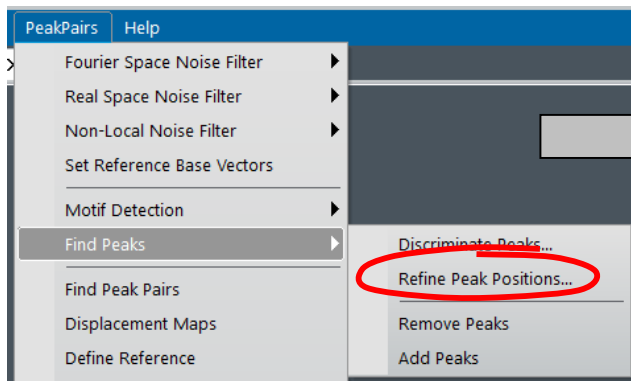 PeakPairs Help
Fourier Space Noise Filter
Real Space Noise Filter
Non-Local Noise Filter
Set Reference Base Vectors
Motif Detection
Find Peaks
Find Peak Pairs
Displacement Maps
Define Reference
Discriminate Peaks...
Refine Peak Positions...
Remove Peaks
Add Peaks